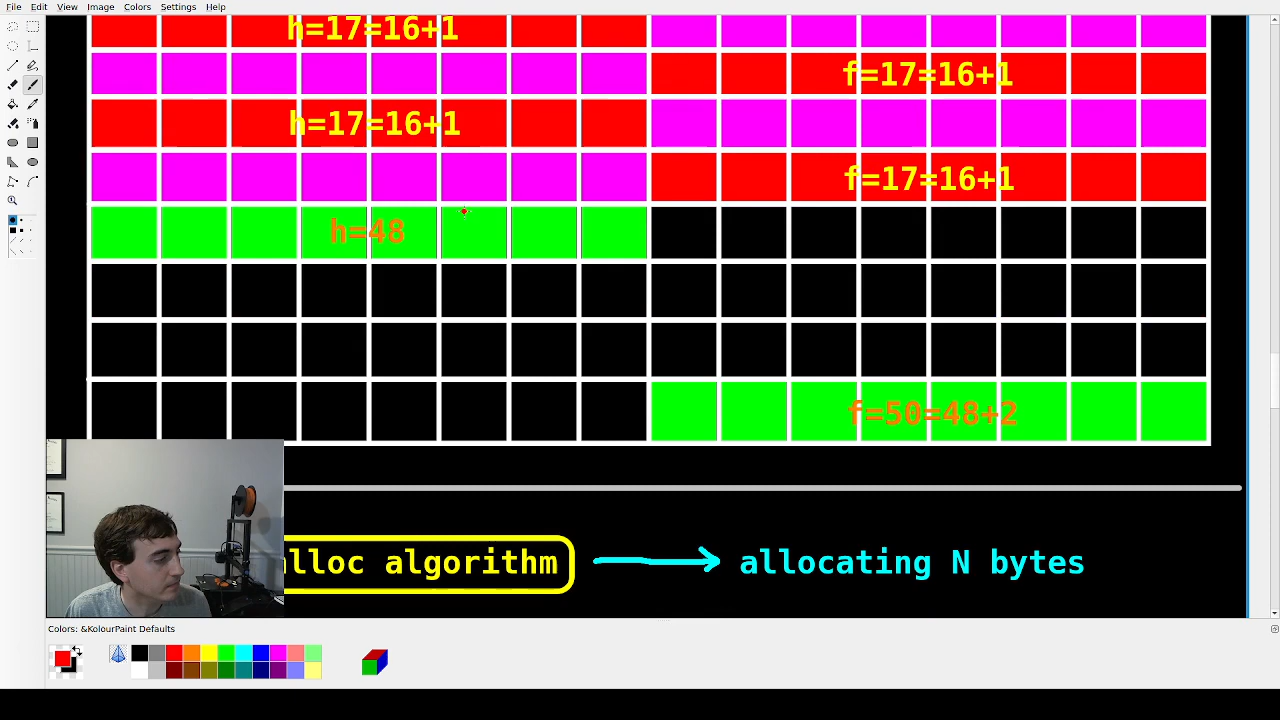 File Edit View Image Colors Settings Help
h=17=16+1
f=17=16+1
h=17=16+1
f=17=16+1
h=48
f=50=48+2
alloc algorithm
allocating N bytes
Colors: &KolourPaint Defaults